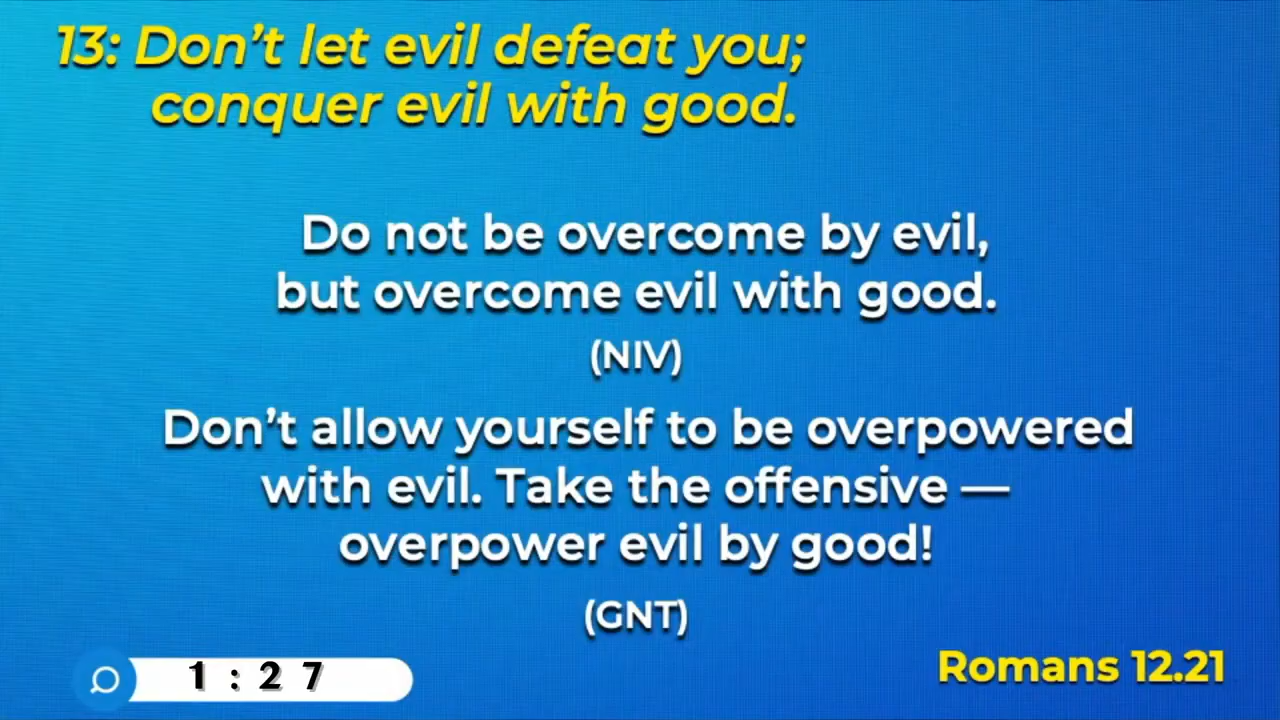 13: Don’t let evil defeat you;
conquer evil with good.
Do not be overcome by evil,
but overcome evil with good.
(NIV)
Don’t allow yourself to be overpowered
with evil. Take the offensive —
overpower evil by good!
(GNT)
Romans 12.21
1:27